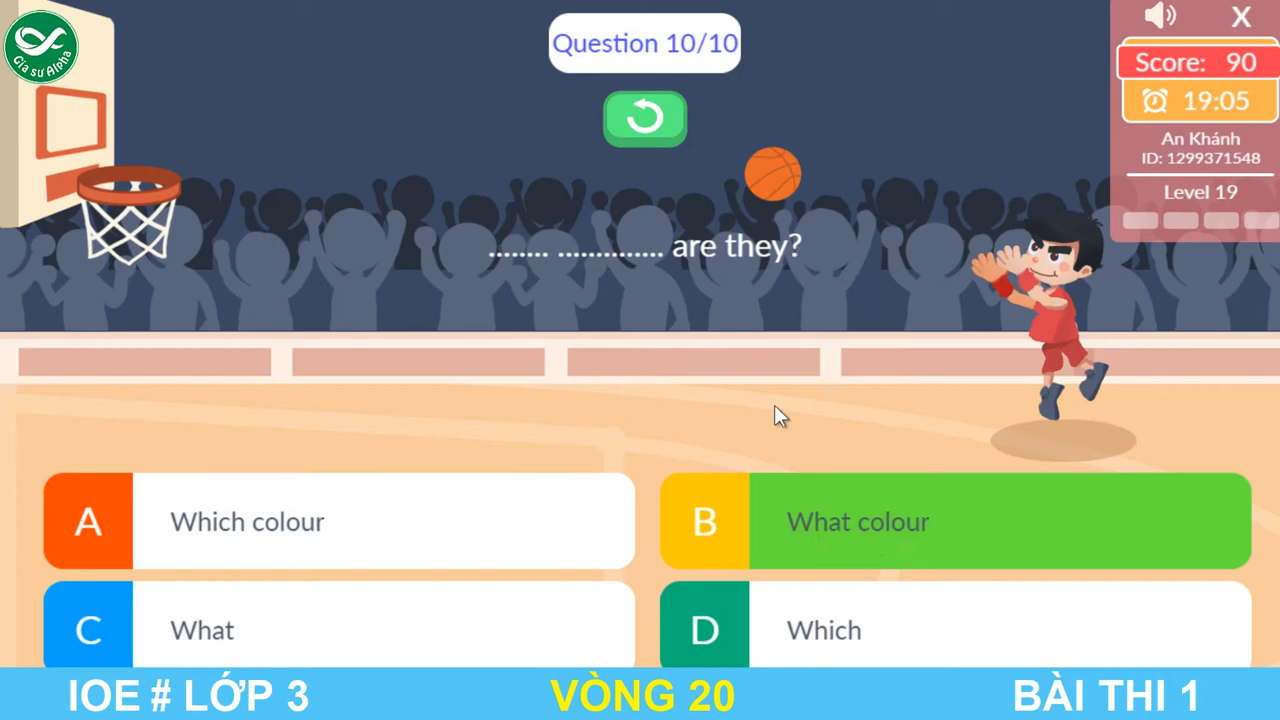 Gia sư Alpha
Question 10/10
X
Score: 90
19:05
An Khánh
ID: 1299371548
Level 19
........ .............. are they?
A Which colour
B What colour
C What
D Which
IOE # LỚP 3
VÒNG 20
BÀI THI 1